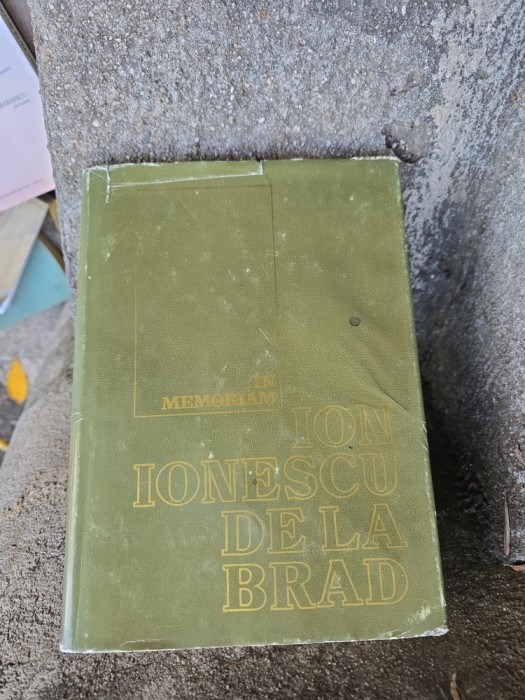 IN
MEMORIAM
ION
IONESCU
DE LA
BRAD